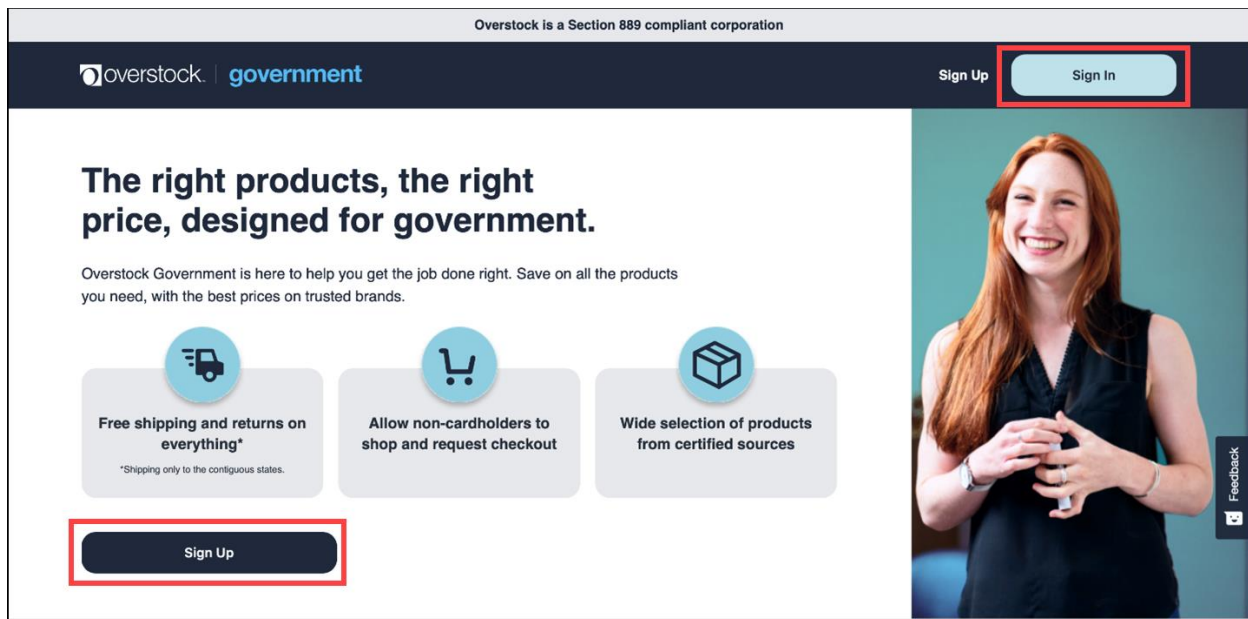 Overstock is a Section 889 compliant corporation
overstock. government
Sign Up
Sign In
The right products, the right
price, designed for government.
Overstock Government is here to help you get the job done right. Save on all the products
you need, with the best prices on trusted brands.
Free shipping and returns on
everything*
*Shipping only to the contiguous states.
Allow non-cardholders to
shop and request checkout
Wide selection of products
from certified sources
Sign Up
Feedback